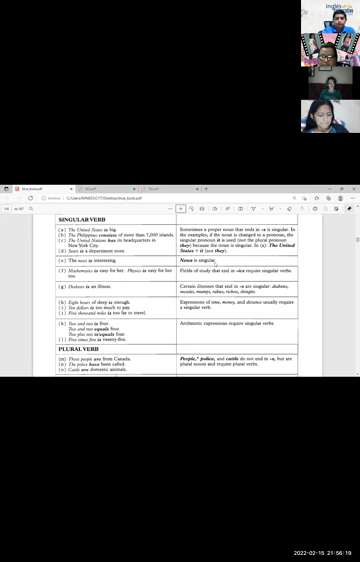 inglés
blue_book.pdf
C:/Users/MINEDUCYT/Desktop/blue_book.pdf
SINGULAR VERB
(a) The United States is big.
(b) The Philippines consists of more than 7,000 islands.
(c) The United Nations has its headquarters in
New York City.
(d) Sears is a department store.
Sometimes a proper noun that ends in -s is singular. In
the examples, if the noun is changed to a pronoun, the
singular pronoun it is used (not the plural pronoun
they) because the noun is singular. In (a): The United
States = it (not they).
(e) The news is interesting.
News is singular.
(f) Mathematics is easy for her. Physics is easy for her
too.
Fields of study that end in -ics require singular verbs.
(g) Diabetes is an illness.
Certain illnesses that end in -s are singular: diabetes,
measles, mumps, rabies, rickets, shingles.
(h) Eight hours of sleep is enough.
(i) Ten dollars is too much to pay.
(j) Five thousand miles is too far to travel.
Expressions of time, money, and distance usually require
a singular verb.
(k) Two and two is four.
Two and two equals four.
Two plus two is/equals four.
(l) Five times five is twenty-five.
Arithmetic expressions require singular verbs.
PLURAL VERB
(m) Those people are from Canada.
(n) The police have been called.
(o) Cattle are domestic animals.
People,* police, and cattle do not end in -s, but are
plural nouns and require plural verbs.
2022-02-15 21:56:19